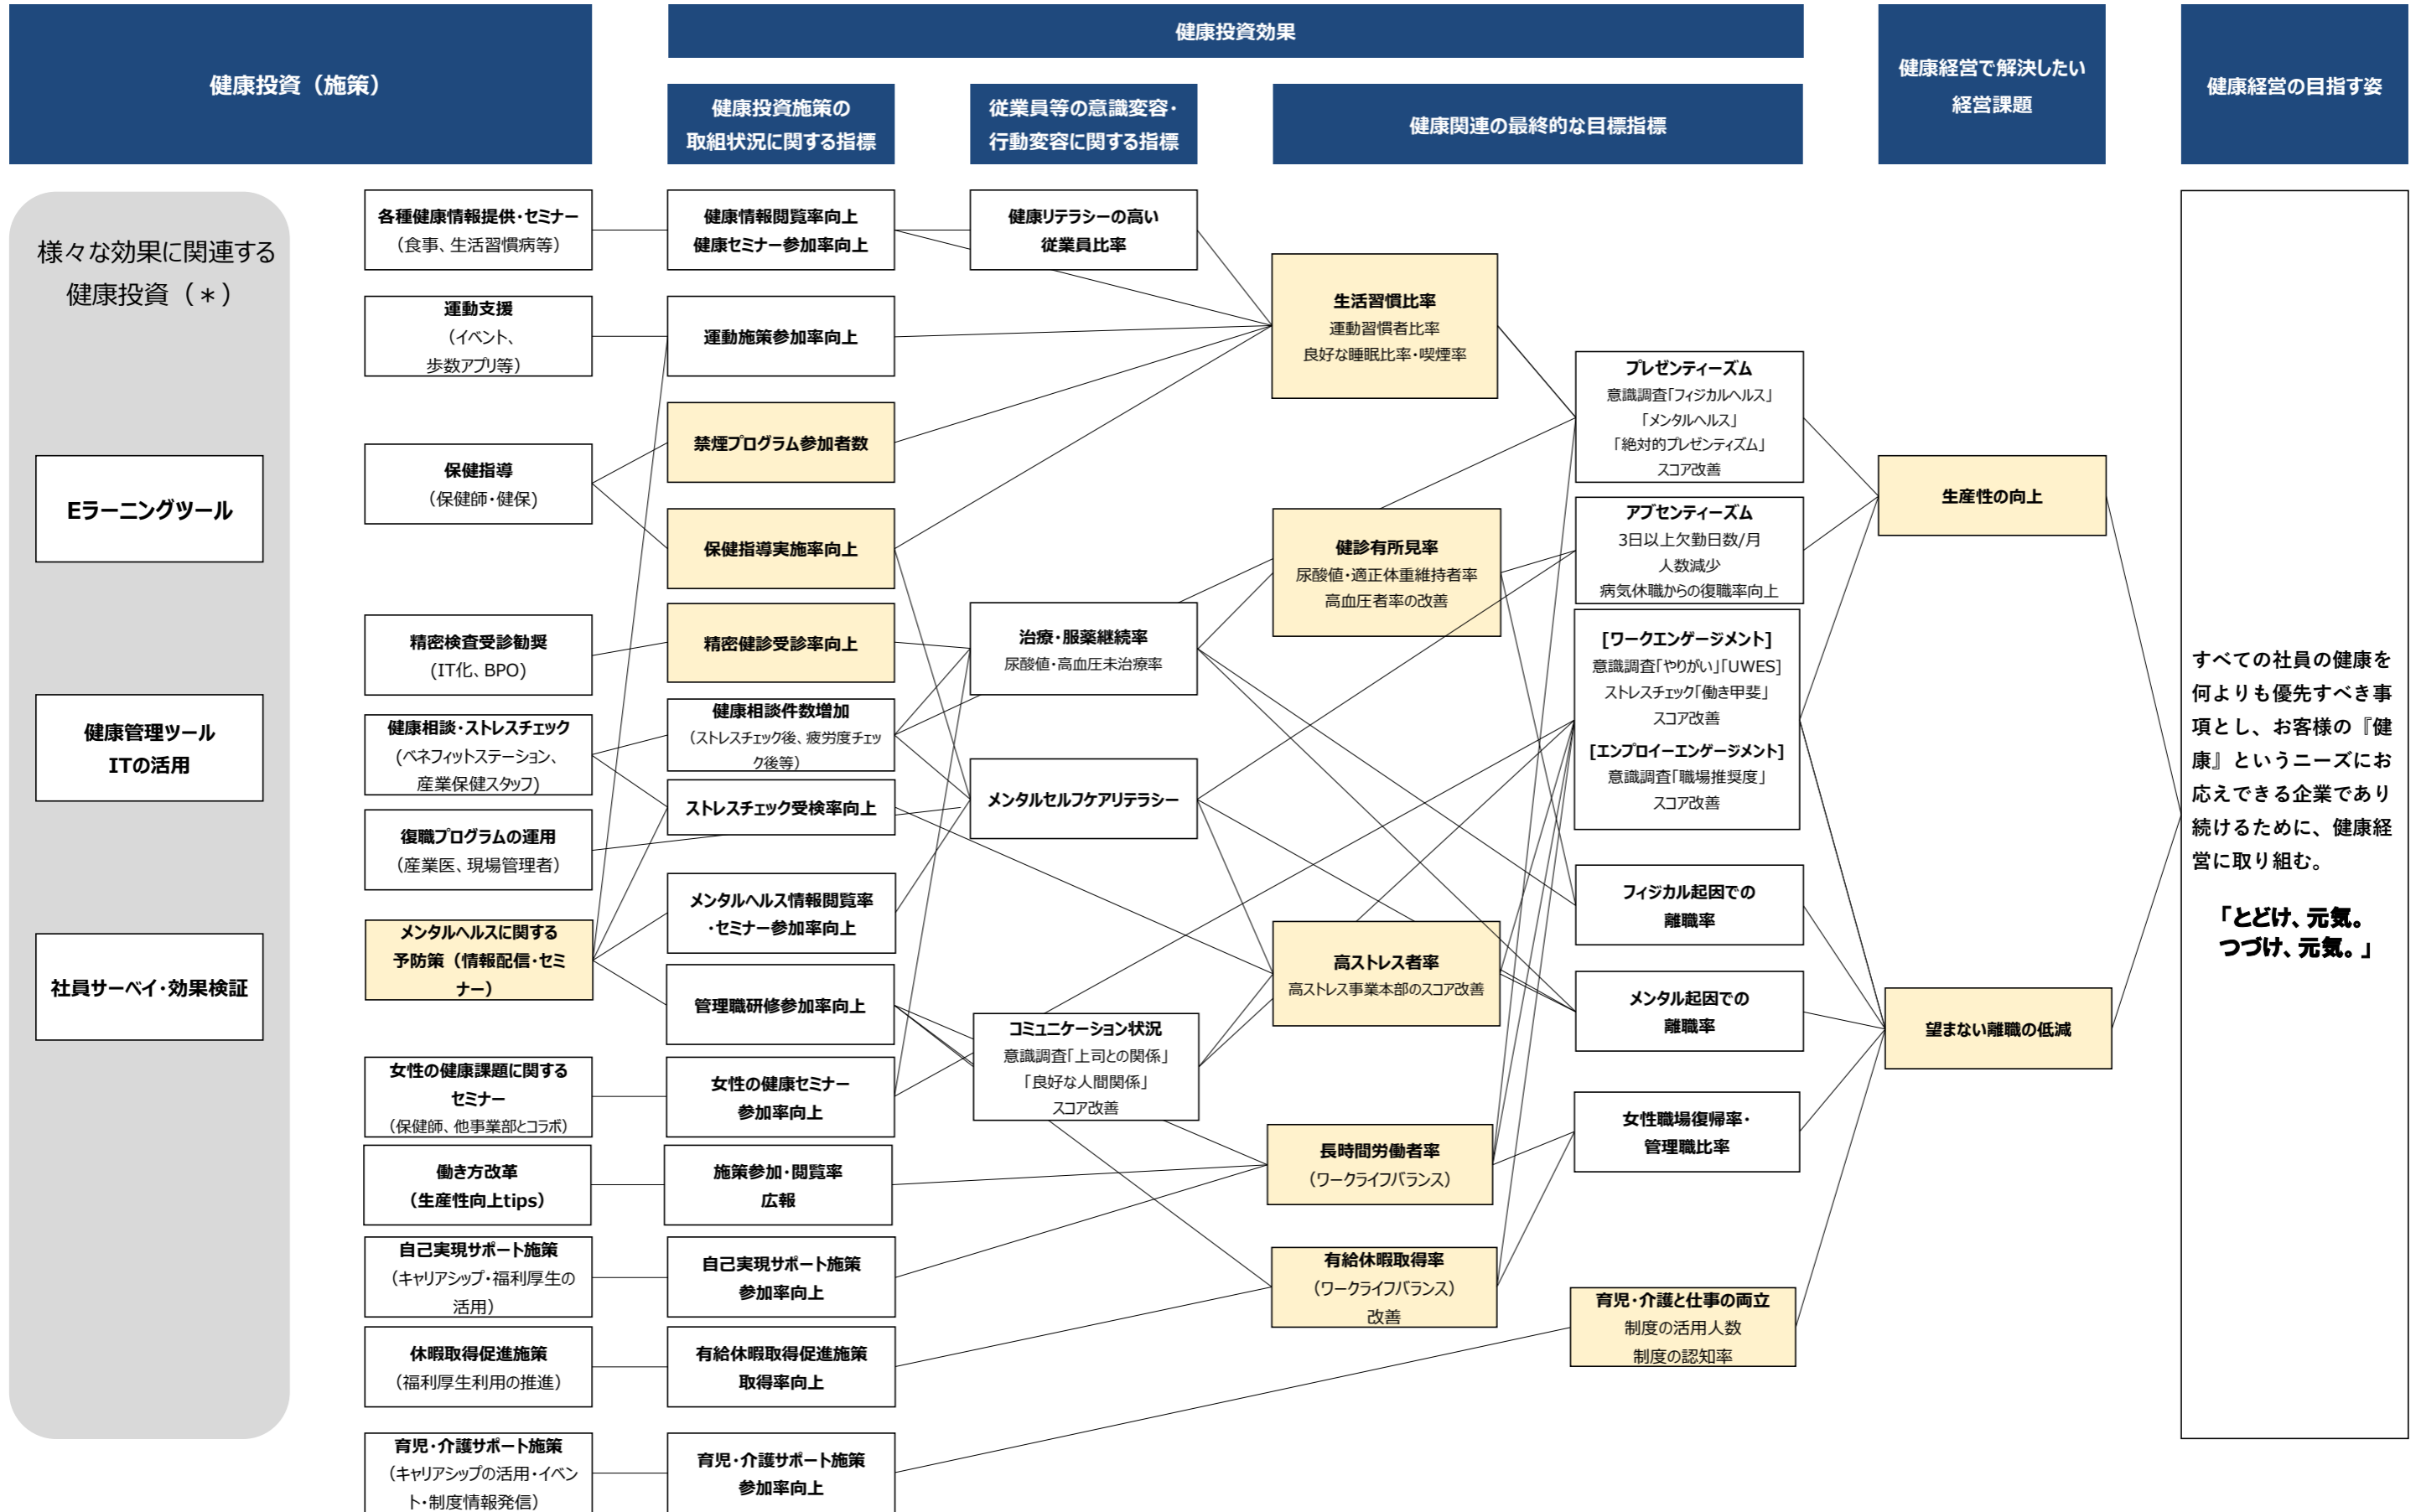 健康投資（施策）
健康投資効果
健康投資施策の
取組状況に関する指標
従業員等の意識変容・
行動変容に関する指標
健康関連の最終的な目標指標
健康経営で解決したい
経営課題
健康経営の目指す姿
様々な効果に関連する
健康投資（＊）
Eラーニングツール
健康管理ツール
ITの活用
社員サーベイ・効果検証
各種健康情報提供・セミナー
（食事、生活習慣病等）
運動支援
（イベント、
歩数アプリ等）
保健指導
（保健師・健保)
精密検査受診勧奨
(IT化、BPO)
健康相談・ストレスチェック
(ベネフィットステーション、
産業保健スタッフ)
復職プログラムの運用
（産業医、現場管理者）
メンタルヘルスに関する
予防策（情報配信・セミ
ナー）
女性の健康課題に関する
セミナー
（保健師、他事業部とコラボ）
働き方改革
（生産性向上tips）
自己実現サポート施策
（キャリアシップ・福利厚生の
活用）
休暇取得促進施策
（福利厚生利用の推進）
育児・介護サポート施策
（キャリアシップの活用・イベン
ト・制度情報発信）
健康情報閲覧率向上
健康セミナー参加率向上
運動施策参加率向上
禁煙プログラム参加者数
保健指導実施率向上
精密健診受診率向上
健康相談件数増加
（ストレスチェック後、疲労度チェッ
ク後等）
ストレスチェック受検率向上
メンタルヘルス情報閲覧率
・セミナー参加率向上
管理職研修参加率向上
女性の健康セミナー
参加率向上
施策参加・閲覧率
広報
自己実現サポート施策
参加率向上
有給休暇取得促進施策
取得率向上
育児・介護サポート施策
参加率向上
健康リテラシーの高い
従業員比率
治療・服薬継続率
尿酸値・高血圧未治療率
メンタルセルフケアリテラシー
コミュニケーション状況
意識調査「上司との関係」
「良好な人間関係」
スコア改善
生活習慣比率
運動習慣者比率
良好な睡眠比率・喫煙率
健診有所見率
尿酸値・適正体重維持者率
高血圧者率の改善
高ストレス者率
高ストレス事業本部のスコア改善
長時間労働者率
（ワークライフバランス）
有給休暇取得率
（ワークライフバランス）
改善
プレゼンティーズム
意識調査「フィジカルヘルス」
「メンタルヘルス」
「絶対的プレゼンティズム」
スコア改善
アブセンティーズム
3日以上欠勤日数/月
人数減少
病気休職からの復職率向上
[ワークエンゲージメント]
意識調査「やりがい」「UWES]
ストレスチェック「働き甲斐」
スコア改善
[エンプロイーエンゲージメント]
意識調査「職場推奨度」
スコア改善
フィジカル起因での
離職率
メンタル起因での
離職率
女性職場復帰率・
管理職比率
育児・介護と仕事の両立
制度の活用人数
制度の認知率
生産性の向上
望まない離職の低減
すべての社員の健康を
何よりも優先すべき事
項とし、お客様の『健
康』というニーズにお
応えできる企業であり
続けるために、健康経
営に取り組む。
「とどけ、元気。
つづけ、元気。」